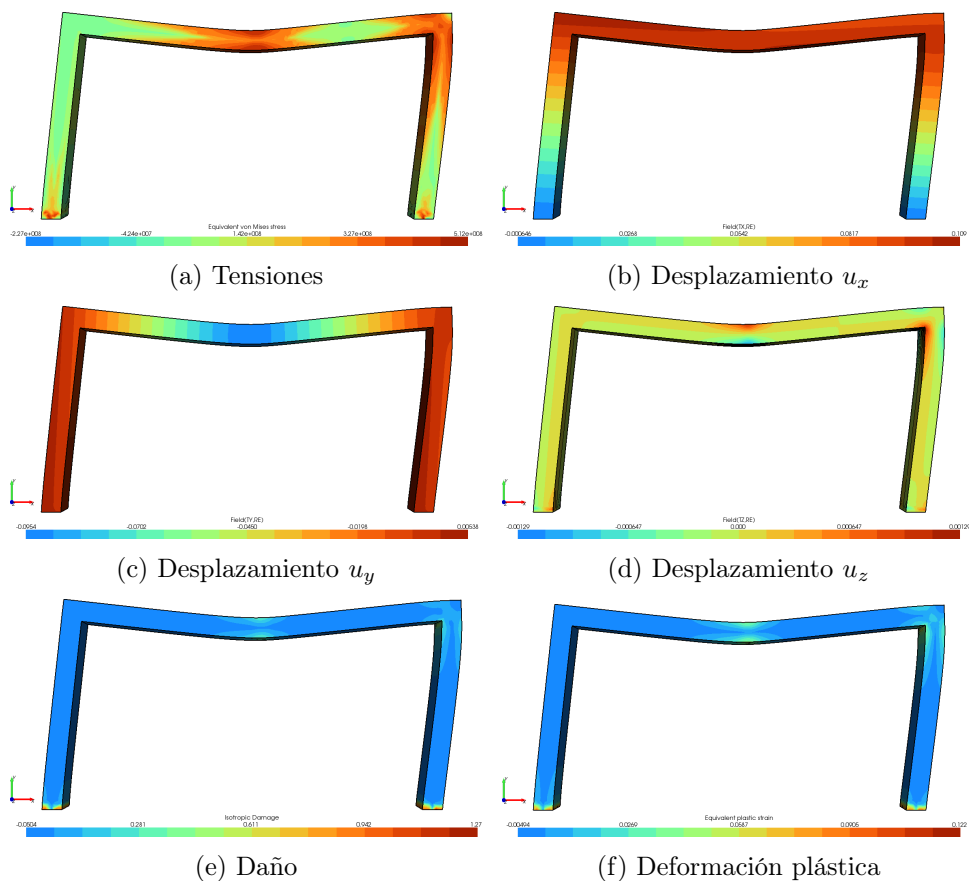 Equivalent von Mises stress
-2.27e+008 -4.24e+007 1.42e+008 3.27e+008 5.12e+008
(a) Tensiones
Field(TX,RE)
-0.000646 0.0268 0.0542 0.0817 0.109
(b) Desplazamiento u_x
Field(TY,RE)
-0.0954 -0.0702 -0.0450 -0.0198 0.00538
(c) Desplazamiento u_y
Field(TZ,RE)
-0.00129 -0.000647 0.000 0.000647 0.00129
(d) Desplazamiento u_z
Isotropic Damage
-0.0504 0.281 0.611 0.942 1.27
(e) Daño
Equivalent plastic strain
-0.00494 0.0269 0.0587 0.0905 0.122
(f) Deformación plástica